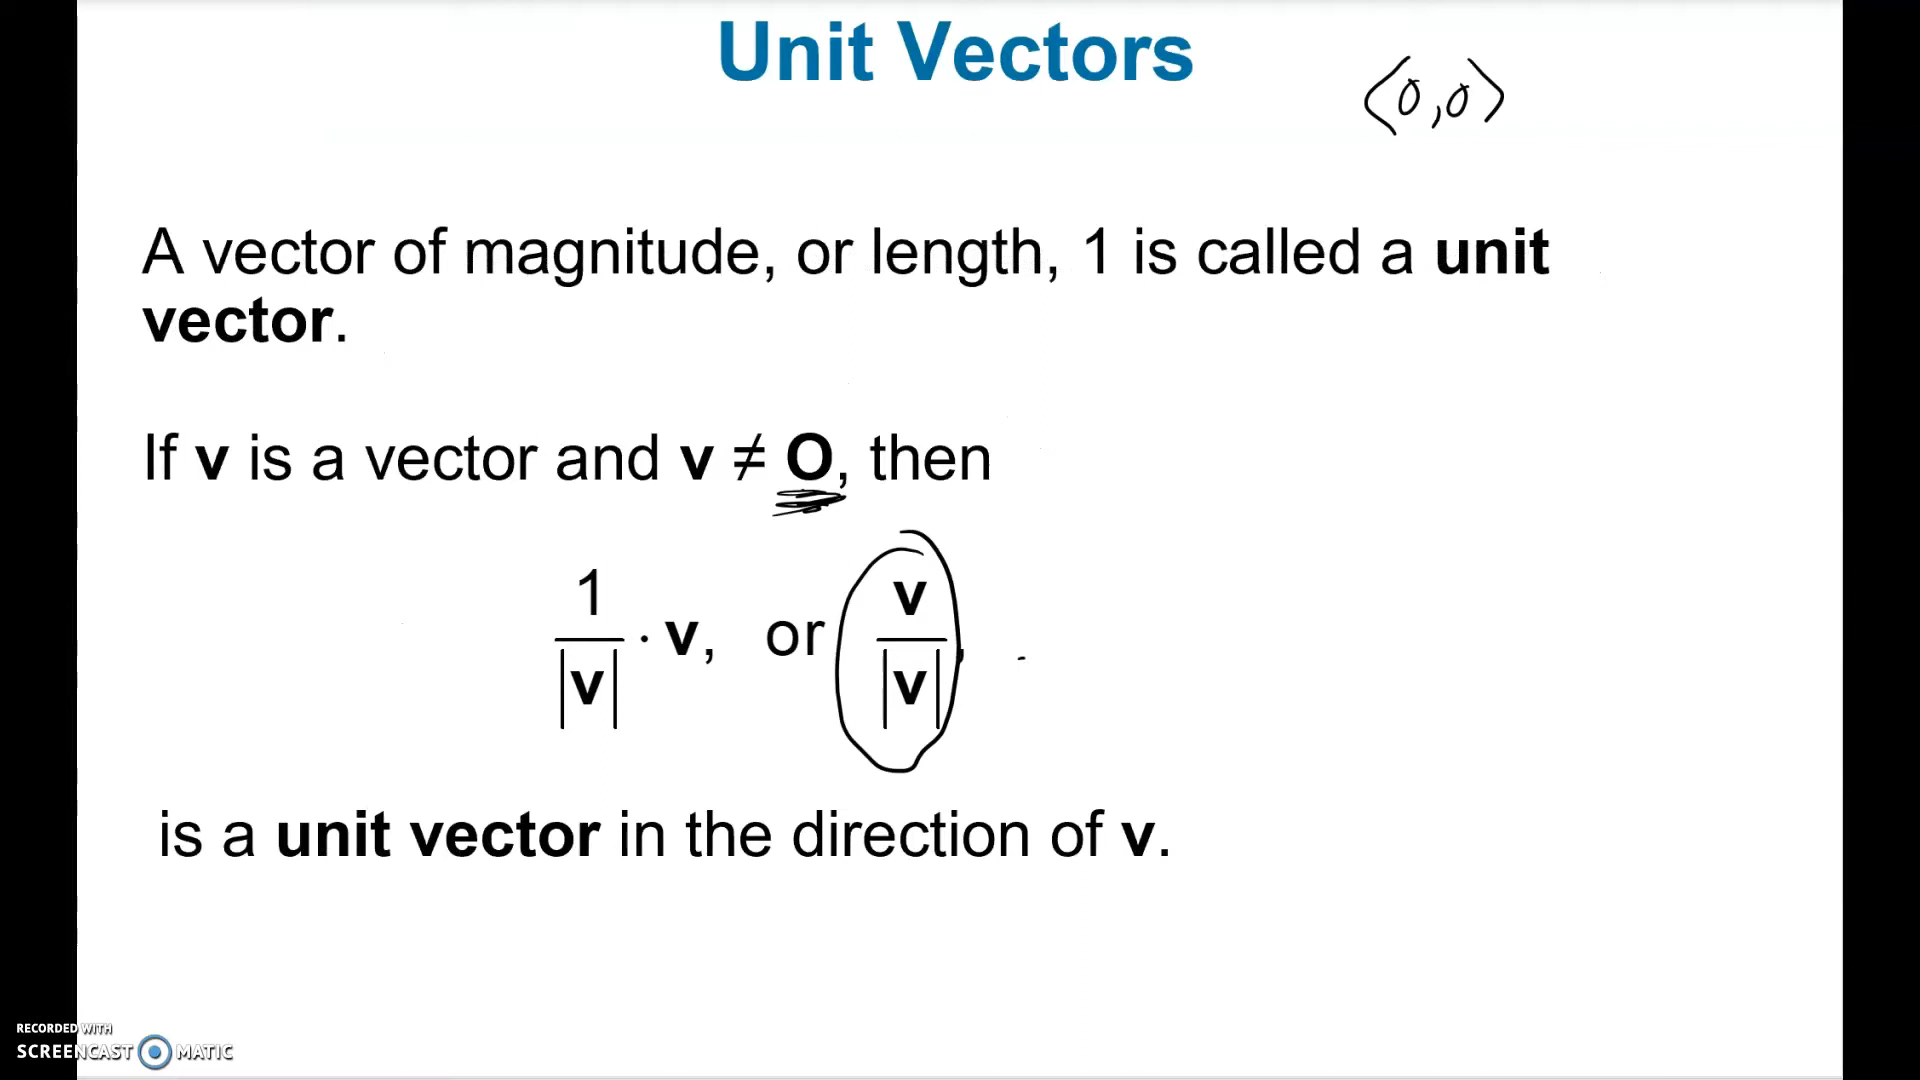 Unit Vectors
⟨0,0⟩
A vector of magnitude, or length, 1 is called a unit
vector.
If v is a vector and v ≠ O, then
1/|v| · v, or v/|v|,
is a unit vector in the direction of v.
RECORDED WITH
SCREENCAST MATIC